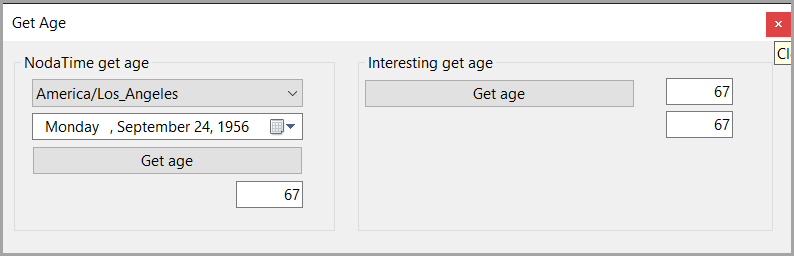 Get Age
NodaTime get age
America/Los_Angeles
Monday , September 24, 1956
Get age
67
Interesting get age
Get age
67
67